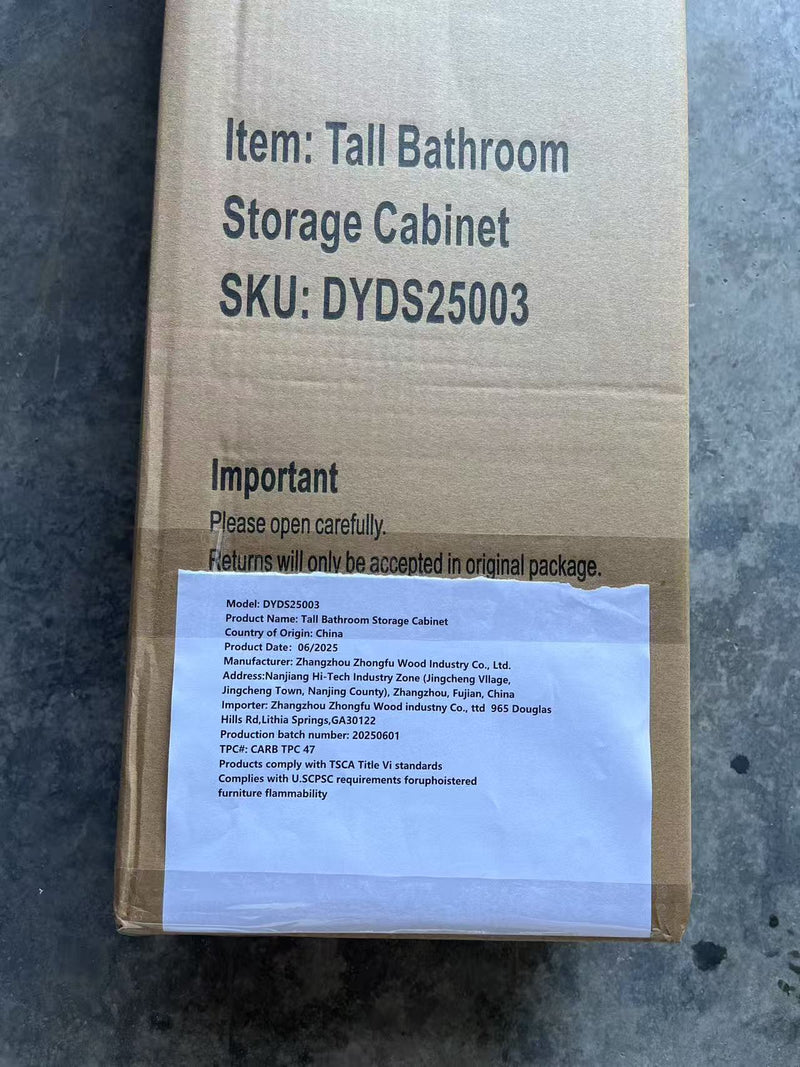 Item: Tall Bathroom
Storage Cabinet
SKU: DYDS25003
Important
Please open carefully.
Returns will only be accepted in original package.
Model: DYDS25003
Product Name: Tall Bathroom Storage Cabinet
Country of Origin: China
Product Date: 06/2025
Manufacturer: Zhangzhou Zhongfu Wood Industry Co., Ltd.
Address:Nanjiang Hi-Tech Industry Zone (Jingcheng VIlage,
Jingcheng Town, Nanjing County), Zhangzhou, Fujian, China
Importer: Zhangzhou Zhongfu Wood industny Co., ttd 965 Douglas
Hills Rd,Lithia Springs,GA30122
Production batch number: 20250601
TPC#: CARB TPC 47
Products comply with TSCA Title Vi standards
Complies with U.SCPSC requirements foruphoistered
furniture flammability